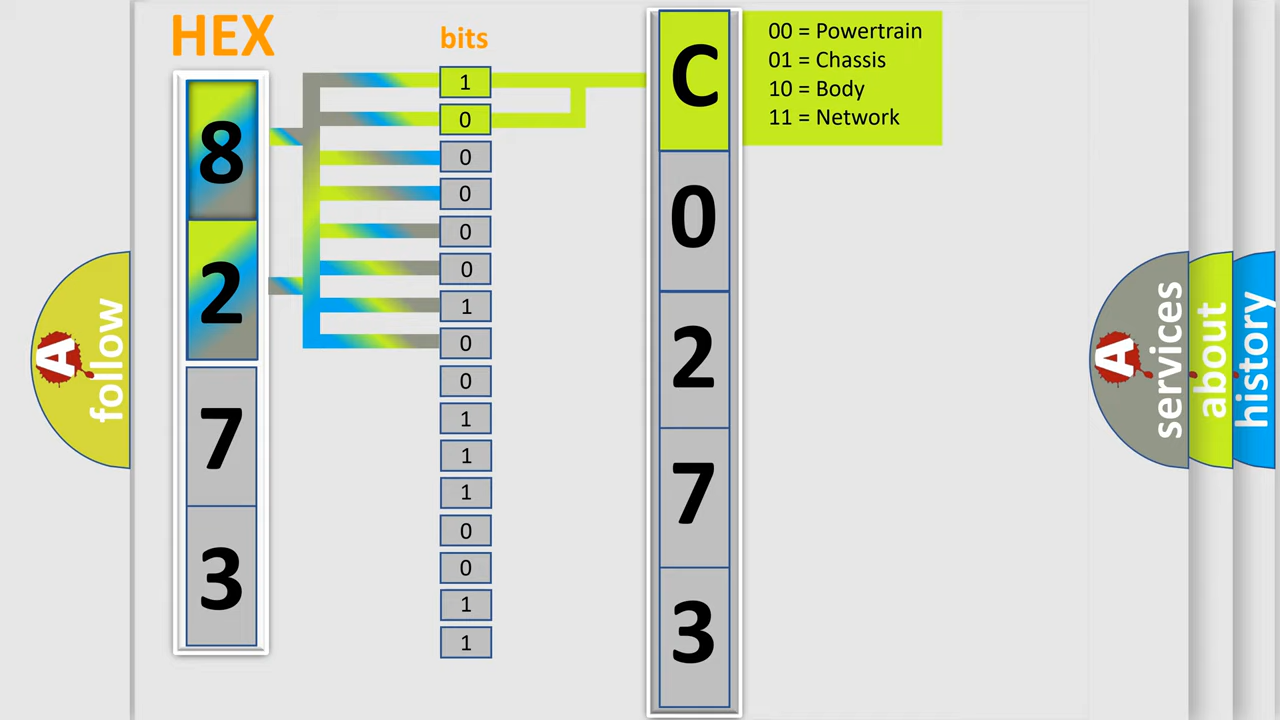 HEX
bits
8
2
7
3
1
0
0
0
0
0
1
0
0
1
1
1
0
0
1
1
C
0
2
7
3
00 = Powertrain
01 = Chassis
10 = Body
11 = Network
A
follow
A
services
about
history